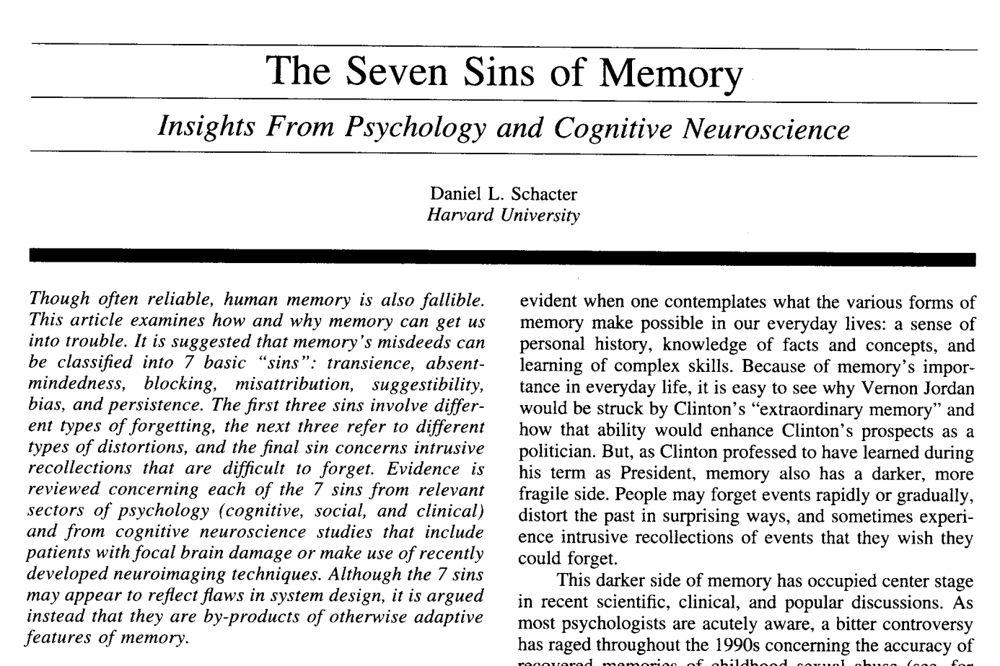 The Seven Sins of Memory
Insights From Psychology and Cognitive Neuroscience
Daniel L. Schacter
Harvard University
Though often reliable, human memory is also fallible.
This article examines how and why memory can get us
into trouble. It is suggested that memory's misdeeds can
be classified into 7 basic “sins”: transience, absent-
mindedness, blocking, misattribution, suggestibility,
bias, and persistence. The first three sins involve differ-
ent types of forgetting, the next three refer to different
types of distortions, and the final sin concerns intrusive
recollections that are difficult to forget. Evidence is
reviewed concerning each of the 7 sins from relevant
sectors of psychology (cognitive, social, and clinical)
and from cognitive neuroscience studies that include
patients with focal brain damage or make use of recently
developed neuroimaging techniques. Although the 7 sins
may appear to reflect flaws in system design, it is argued
instead that they are by-products of otherwise adaptive
features of memory.
evident when one contemplates what the various forms of
memory make possible in our everyday lives: a sense of
personal history, knowledge of facts and concepts, and
learning of complex skills. Because of memory's impor-
tance in everyday life, it is easy to see why Vernon Jordan
would be struck by Clinton's “extraordinary memory” and
how that ability would enhance Clinton's prospects as a
politician. But, as Clinton professed to have learned during
his term as President, memory also has a darker, more
fragile side. People may forget events rapidly or gradually,
distort the past in surprising ways, and sometimes experi-
ence intrusive recollections of events that they wish they
could forget.
This darker side of memory has occupied center stage
in recent scientific, clinical, and popular discussions. As
most psychologists are acutely aware, a bitter controversy
has raged throughout the 1990s concerning the accuracy of
recovered memories of childhood sexual abuse (see, for